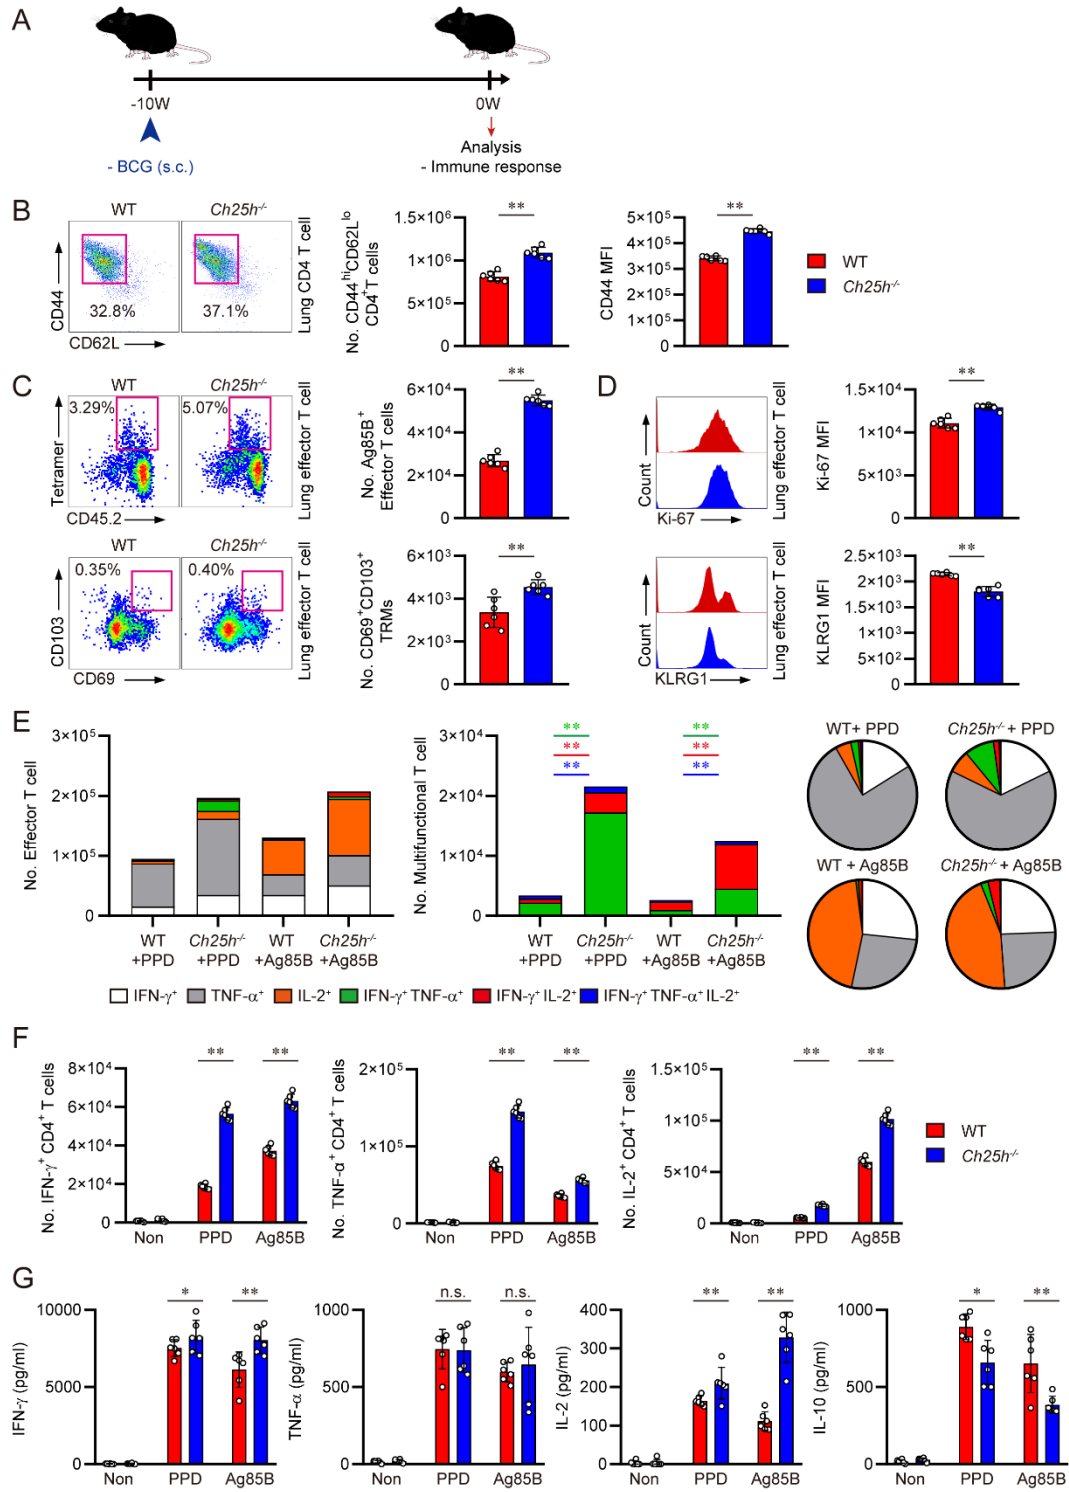 A
-10W
0W
- BCG (s.c.)
Analysis
- Immune response
B
WT
Ch25h-/-
CD44
32.8%
37.1%
CD62L
Lung CD4 T cell
No. CD44hiCD62Llo
CD4+T cells
1.5×10⁶
1×10⁶
5×10⁵
0
**
CD44 MFI
5×10⁵
4×10⁵
3×10⁵
2×10⁵
1×10⁵
0
**
WT
Ch25h-/-
C
WT
Ch25h-/-
Tetramer
3.29%
5.07%
CD45.2
Lung effector T cell
No. Ag85B+
Effector T cells
6×10⁴
4×10⁴
2×10⁴
0
**
WT
Ch25h-/-
CD103
0.35%
0.40%
CD69
Lung effector T cell
No. CD69+CD103+
TRMs
6×10³
4×10³
2×10³
0
**
D
Count
Ki-67
Lung effector T cell
Ki-67 MFI
1.5×10⁴
1×10⁴
5×10³
0
**
Count
KLRG1
Lung effector T cell
KLRG1 MFI
2.5×10³
2×10³
1.5×10³
1×10³
5×10²
0
**
E
No. Effector T cell
3×10⁵
2×10⁵
1×10⁵
0
WT
+PPD
Ch25h-/-
+PPD
WT
+Ag85B
Ch25h-/-
+Ag85B
No. Multifunctional T cell
3×10⁴
2×10⁴
1×10⁴
0
** **
** **
** **
WT
+PPD
Ch25h-/-
+PPD
WT
+Ag85B
Ch25h-/-
+Ag85B
WT+ PPD
Ch25h-/- + PPD
WT + Ag85B
Ch25h-/- + Ag85B
IFN-γ+ TNF-α+ IL-2+ IFN-γ+ TNF-α+ IFN-γ+ IL-2+ IFN-γ+ TNF-α+ IL-2+
F
No. IFN-γ+ CD4+ T cells
8×10⁴
6×10⁴
4×10⁴
2×10⁴
0
** **
Non PPD Ag85B
No. TNF-α+ CD4+ T cells
2×10⁵
1×10⁵
0
** **
Non PPD Ag85B
No. IL-2+ CD4+ T cells
1.5×10⁵
1×10⁵
5×10⁴
0
** **
Non PPD Ag85B
WT
Ch25h-/-
G
IFN-γ (pg/ml)
10000
5000
0
* **
Non PPD Ag85B
TNF-α (pg/ml)
1000
500
0
n.s. n.s.
Non PPD Ag85B
IL-2 (pg/ml)
400
300
200
100
0
** **
Non PPD Ag85B
IL-10 (pg/ml)
1000
500
0
* **
Non PPD Ag85B